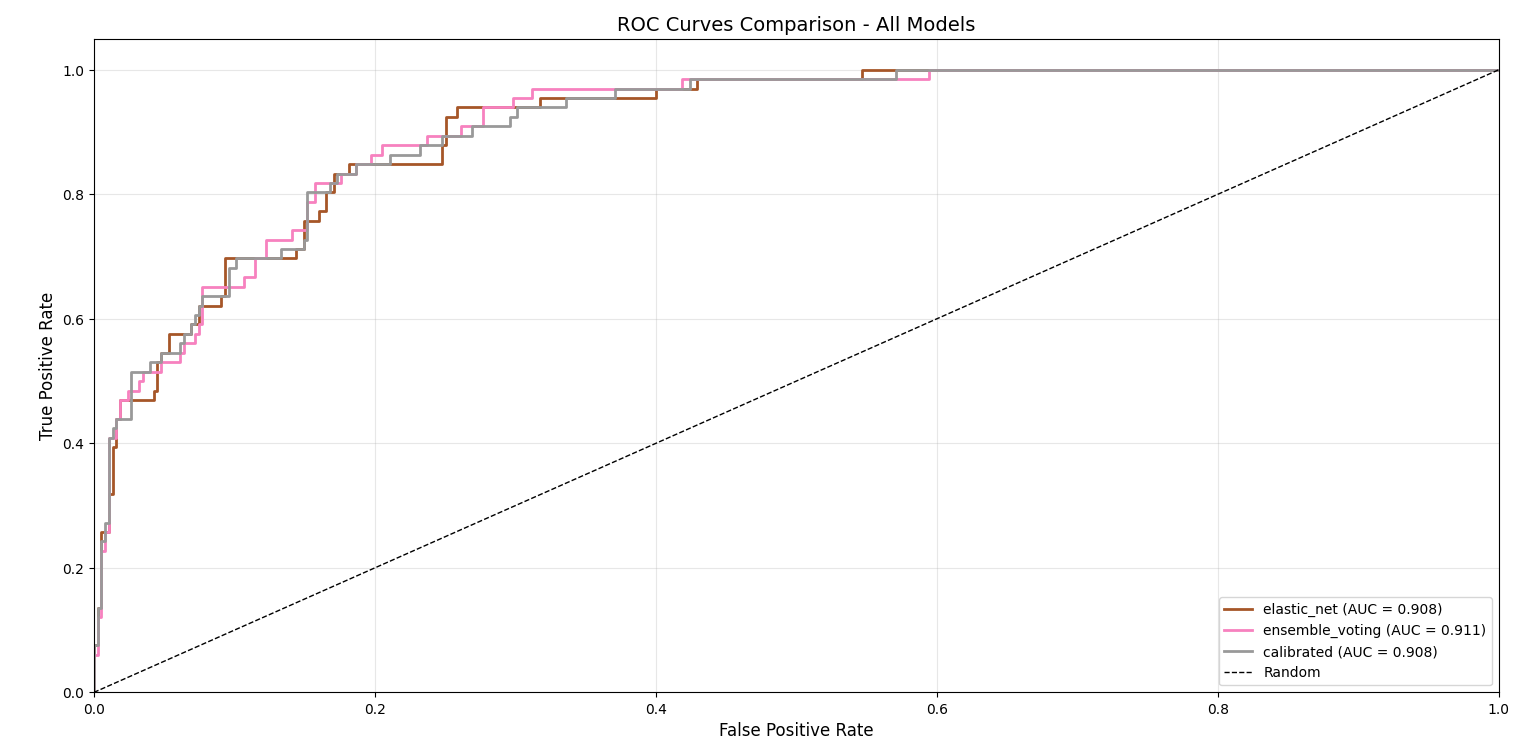 ROC Curves Comparison - All Models
True Positive Rate
1.0
0.8
0.6
0.4
0.2
0.0
0.0 0.2 0.4 0.6 0.8 1.0
False Positive Rate
elastic_net (AUC = 0.908)
ensemble_voting (AUC = 0.911)
calibrated (AUC = 0.908)
Random